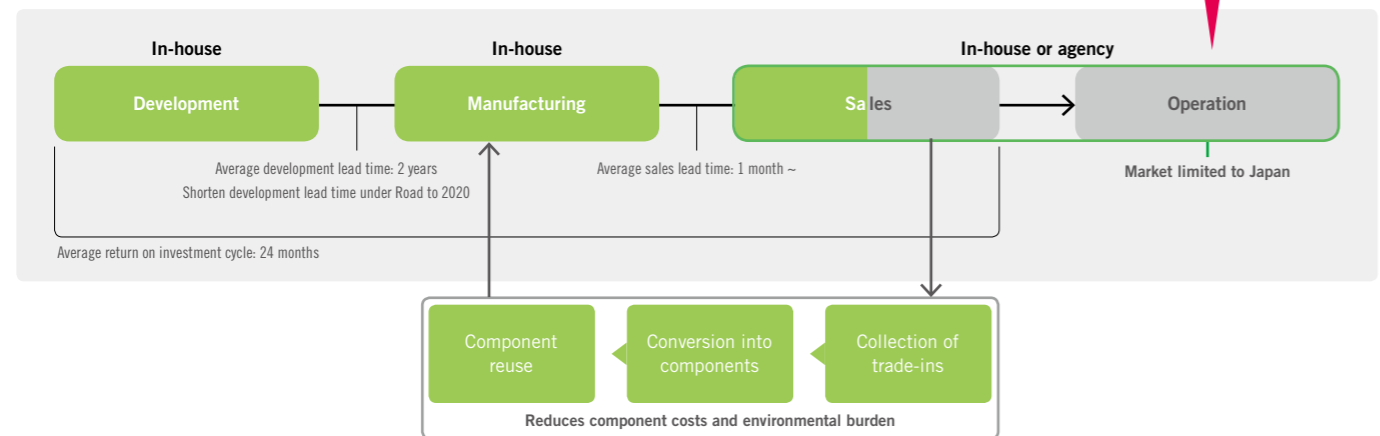 In-house
In-house
In-house or agency
Development
Manufacturing
Sales
Operation
Average development lead time: 2 years
Shorten development lead time under Road to 2020
Average sales lead time: 1 month ~
Market limited to Japan
Average return on investment cycle: 24 months
Component
reuse
Conversion into
components
Collection of
trade-ins
Reduces component costs and environmental burden